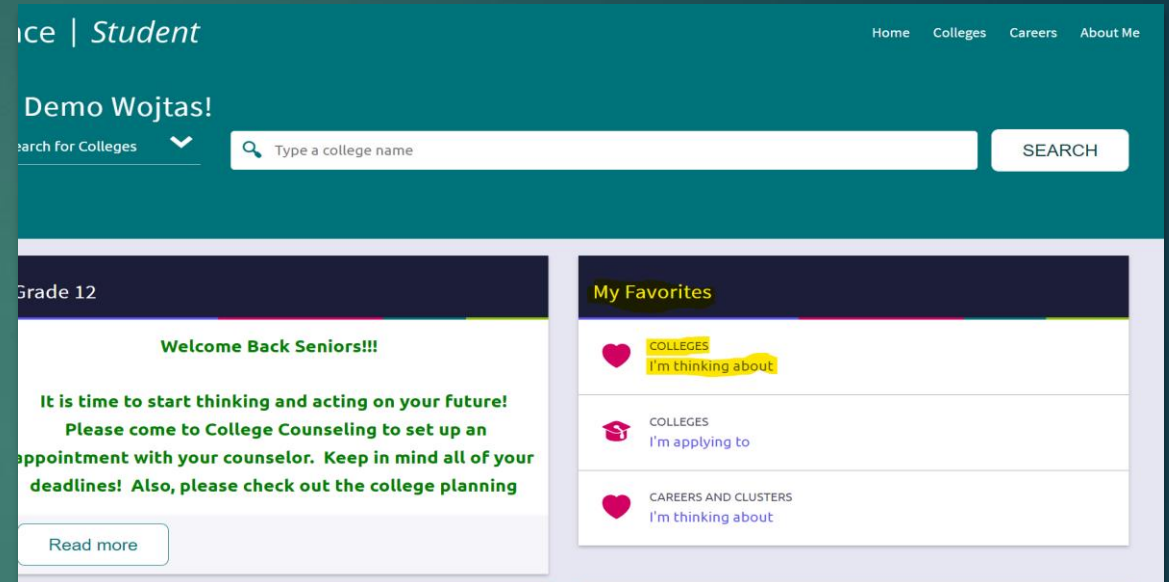 nce | Student
Home Colleges Careers About Me
Demo Wojtas!
earch for Colleges
Type a college name
SEARCH
Grade 12
Welcome Back Seniors!!!
It is time to start thinking and acting on your future!
Please come to College Counseling to set up an
appointment with your counselor. Keep in mind all of your
deadlines! Also, please check out the college planning
Read more
My Favorites
COLLEGES
I'm thinking about
COLLEGES
I'm applying to
CAREERS AND CLUSTERS
I'm thinking about